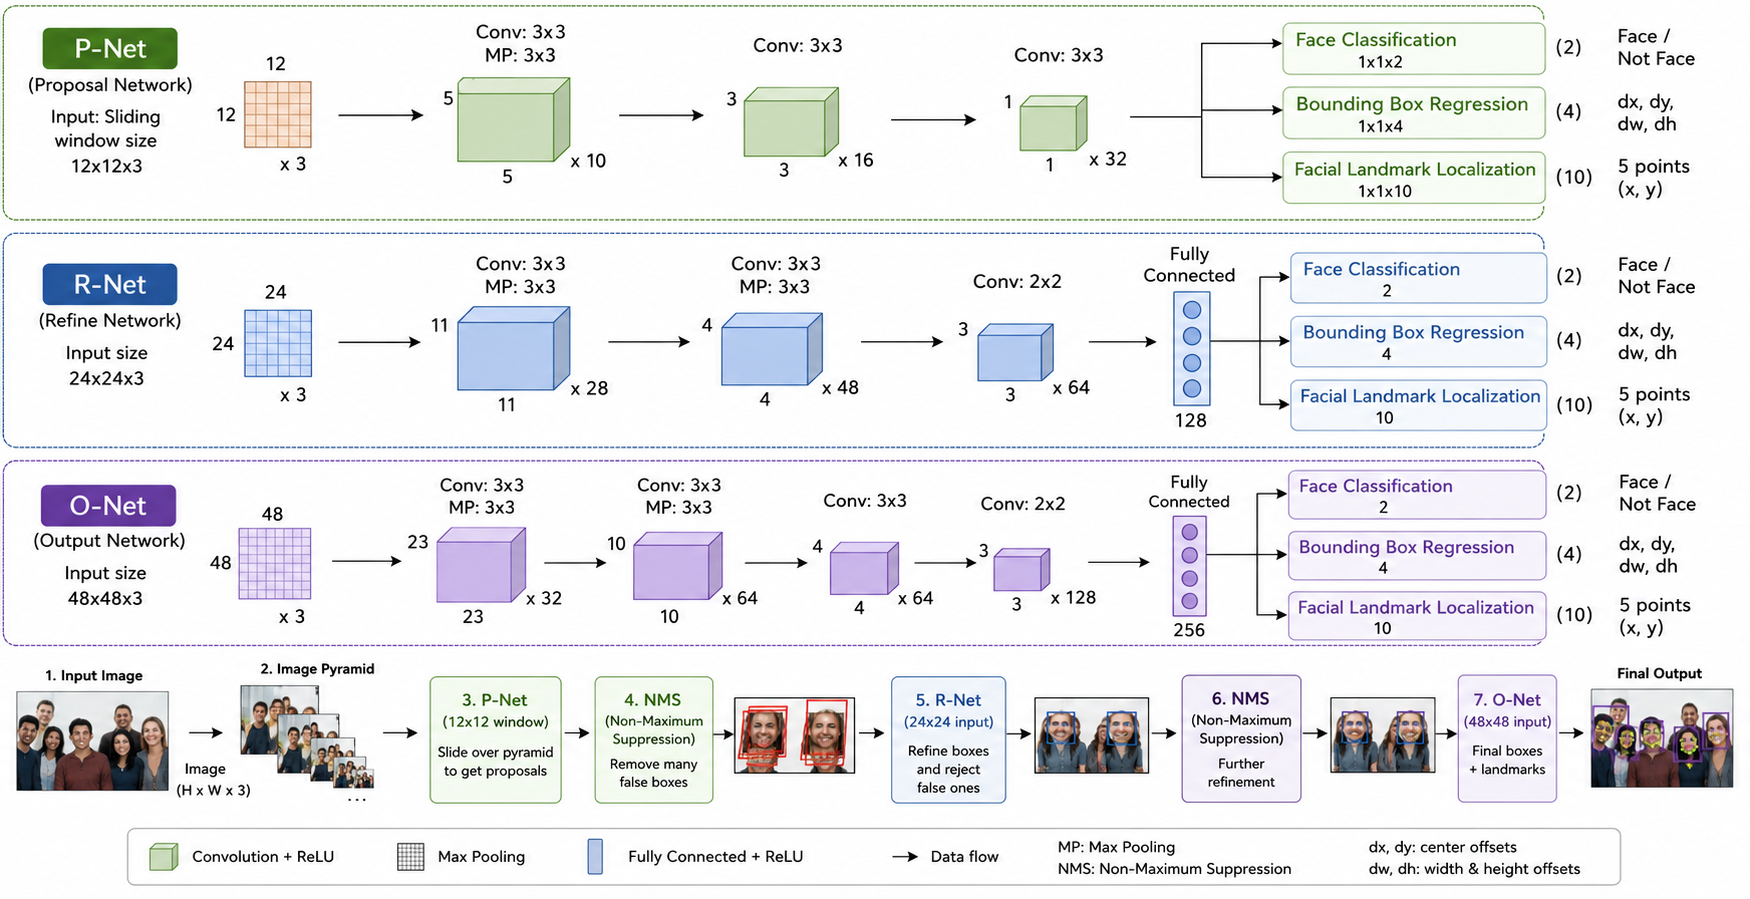 P-Net
(Proposal Network)
Input: Sliding
window size
12x12x3
12
12
x 3
Conv: 3x3
MP: 3x3
5
5
x 10
Conv: 3x3
3
3
x 16
Conv: 3x3
1
1
x 32
Face Classification
1x1x2
(2)
Face /
Not Face
Bounding Box Regression
1x1x4
(4)
dx, dy,
dw, dh
Facial Landmark Localization
1x1x10
(10)
5 points
(x, y)
R-Net
(Refine Network)
Input size
24x24x3
24
24
x 3
Conv: 3x3
MP: 3x3
11
11
x 28
Conv: 3x3
MP: 3x3
4
4
x 48
Conv: 2x2
3
3
x 64
Fully
Connected
128
Face Classification
2
(2)
Face /
Not Face
Bounding Box Regression
4
(4)
dx, dy,
dw, dh
Facial Landmark Localization
10
(10)
5 points
(x, y)
O-Net
(Output Network)
Input size
48x48x3
48
48
x 3
Conv: 3x3
MP: 3x3
23
23
x 32
Conv: 3x3
MP: 3x3
10
10
x 64
Conv: 3x3
4
4
x 64
Conv: 2x2
3
3
x 128
Fully
Connected
256
Face Classification
2
(2)
Face /
Not Face
Bounding Box Regression
4
(4)
dx, dy,
dw, dh
Facial Landmark Localization
10
(10)
5 points
(x, y)
1. Input Image
Image
(H x W x 3)
2. Image Pyramid
...
3. P-Net
(12x12 window)
Slide over pyramid
to get proposals
4. NMS
(Non-Maximum
Suppression)
Remove many
false boxes
5. R-Net
(24x24 input)
Refine boxes
and reject
false ones
6. NMS
(Non-Maximum
Suppression)
Further
refinement
7. O-Net
(48x48 input)
Final boxes
+ landmarks
Final Output
Convolution + ReLU
Max Pooling
Fully Connected + ReLU
Data flow
MP: Max Pooling
NMS: Non-Maximum Suppression
dx, dy: center offsets
dw, dh: width & height offsets